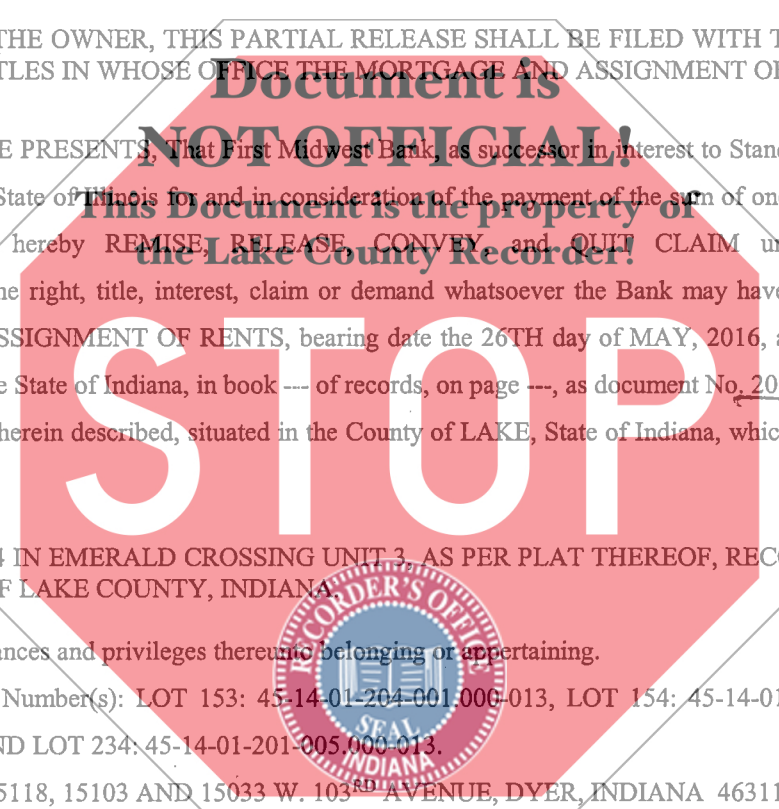 THE OWNER, THIS PARTIAL RELEASE SHALL BE FILED WITH T
TLES IN WHOSE OFFICE THE MORTGAGE AND ASSIGNMENT OF
Document is
NOT OFFICIAL!
This Document is the property of
the Lake County Recorder!
E PRESENTS, That First Midwest Bank, as successor in interest to Stand
State of Illinois for and in consideration of the payment of the sum of one
hereby REMISE, RELEASE, CONVEY, and QUIT CLAIM un
he right, title, interest, claim or demand whatsoever the Bank may have
SSIGNMENT OF RENTS, bearing date the 26TH day of MAY, 2016, a
e State of Indiana, in book --- of records, on page ---, as document No. 20
herein described, situated in the County of LAKE, State of Indiana, whic
STOP
4 IN EMERALD CROSSING UNIT 3, AS PER PLAT THEREOF, RECO
F LAKE COUNTY, INDIANA.
ances and privileges thereunto belonging or appertaining.
Number(s): LOT 153: 45-14-01-204-001.000-013, LOT 154: 45-14-01
ND LOT 234: 45-14-01-201-005.000-013.
5118, 15103 AND 15033 W. 103RD AVENUE, DYER, INDIANA 46311
RECORDER'S OFFICE
SEAL
INDIANA